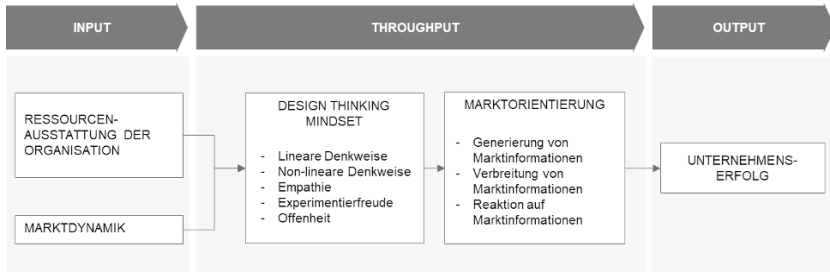 INPUT
THROUGHPUT
OUTPUT
RESSOURCEN-
AUSSTATTUNG DER
ORGANISATION
MARKTDYNAMIK
DESIGN THINKING
MINDSET
- Lineare Denkweise
- Non-lineare Denkweise
- Empathie
- Experimentierfreude
- Offenheit
MARKTORIENTIERUNG
- Generierung von
Marktinformationen
- Verbreitung von
Marktinformationen
- Reaktion auf
Marktinformationen
UNTERNEHMENS-
ERFOLG